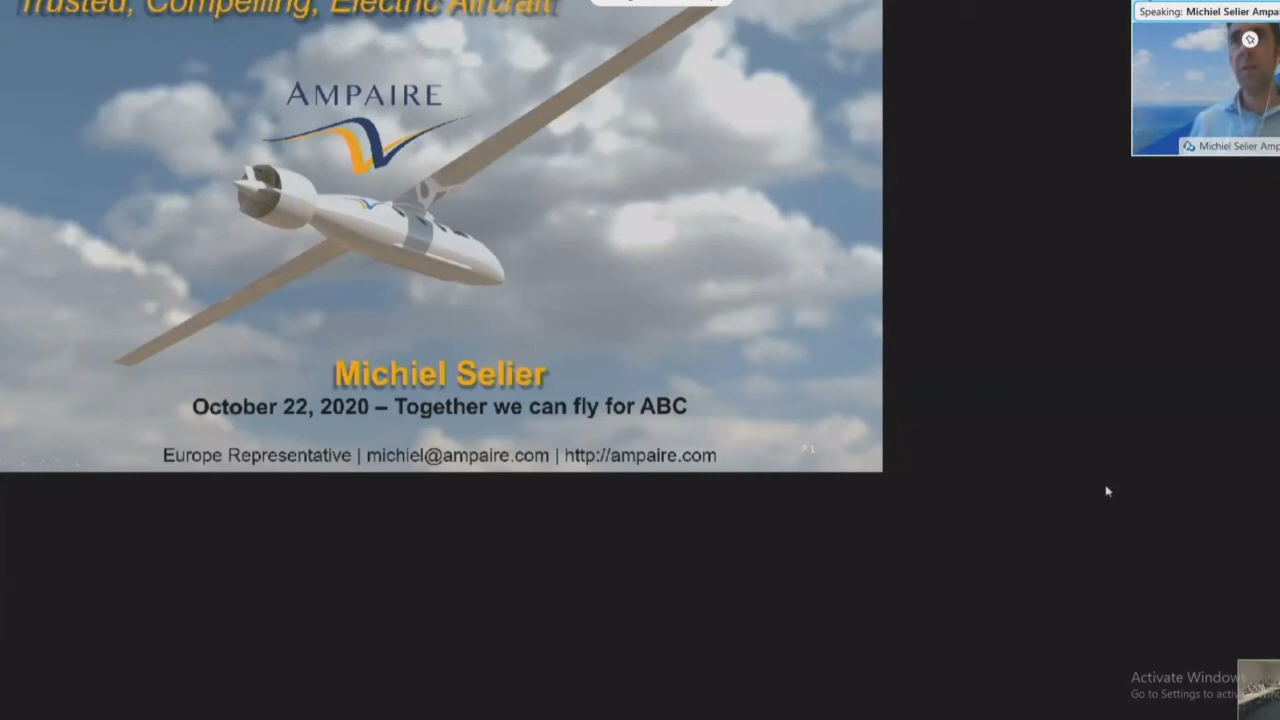 Trusted, Compelling, Electric Aircraft
AMPAIRE
Michiel Selier
October 22, 2020 – Together we can fly for ABC
Europe Representative | michiel@ampaire.com | http://ampaire.com
Speaking: Michiel Selier Ampa
Michiel Selier Amp
Activate Window
Go to Settings to activ